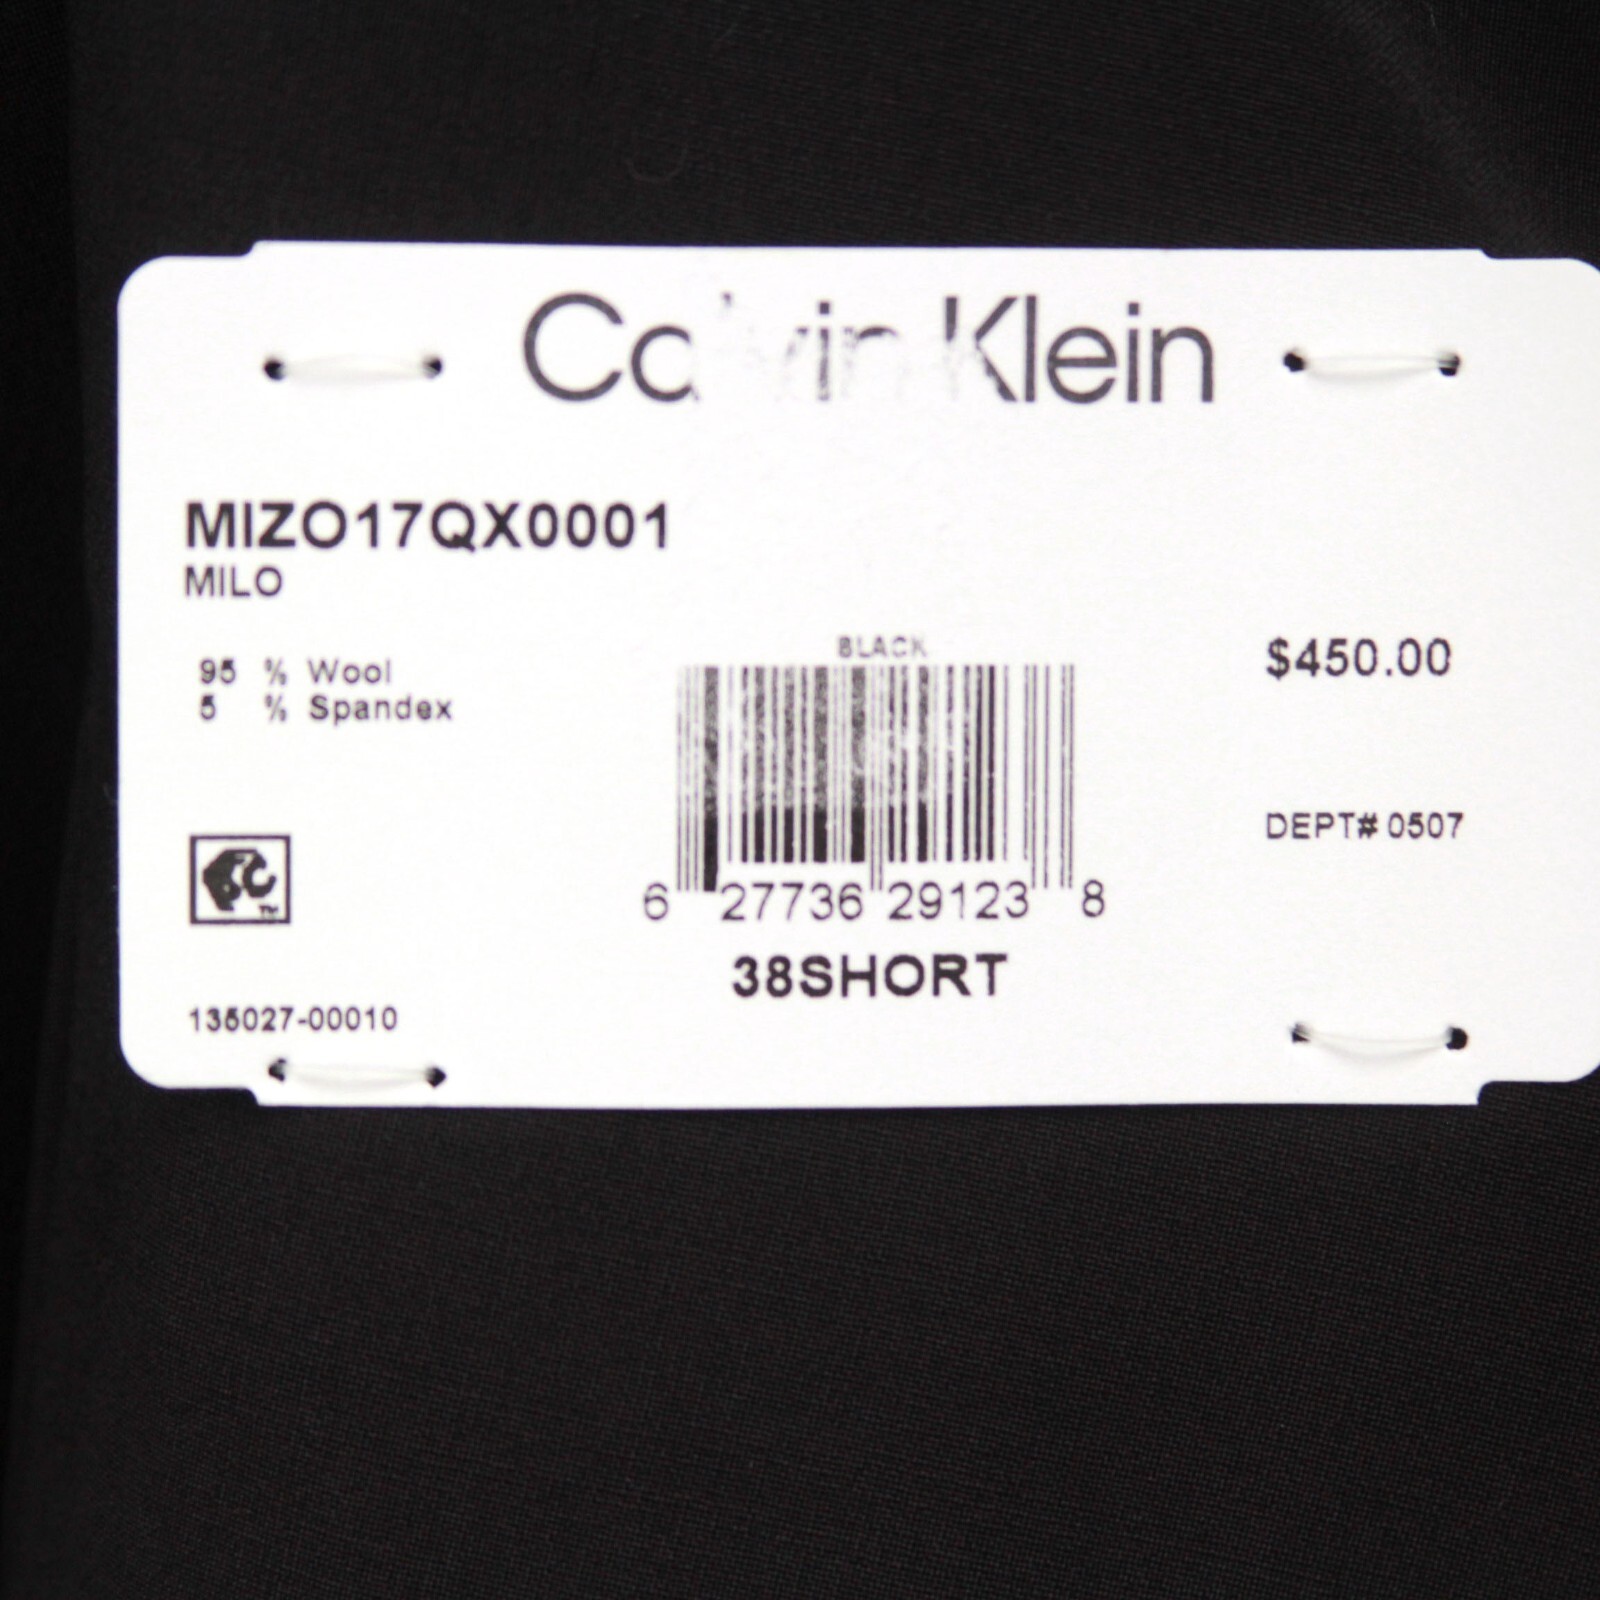 Calvin Klein
MIZO17QX0001
MILO
95 % Wool
5 % Spandex
BLACK
$450.00
DEPT# 0507
6 27736 29123 8
38SHORT
TM
135027-00010